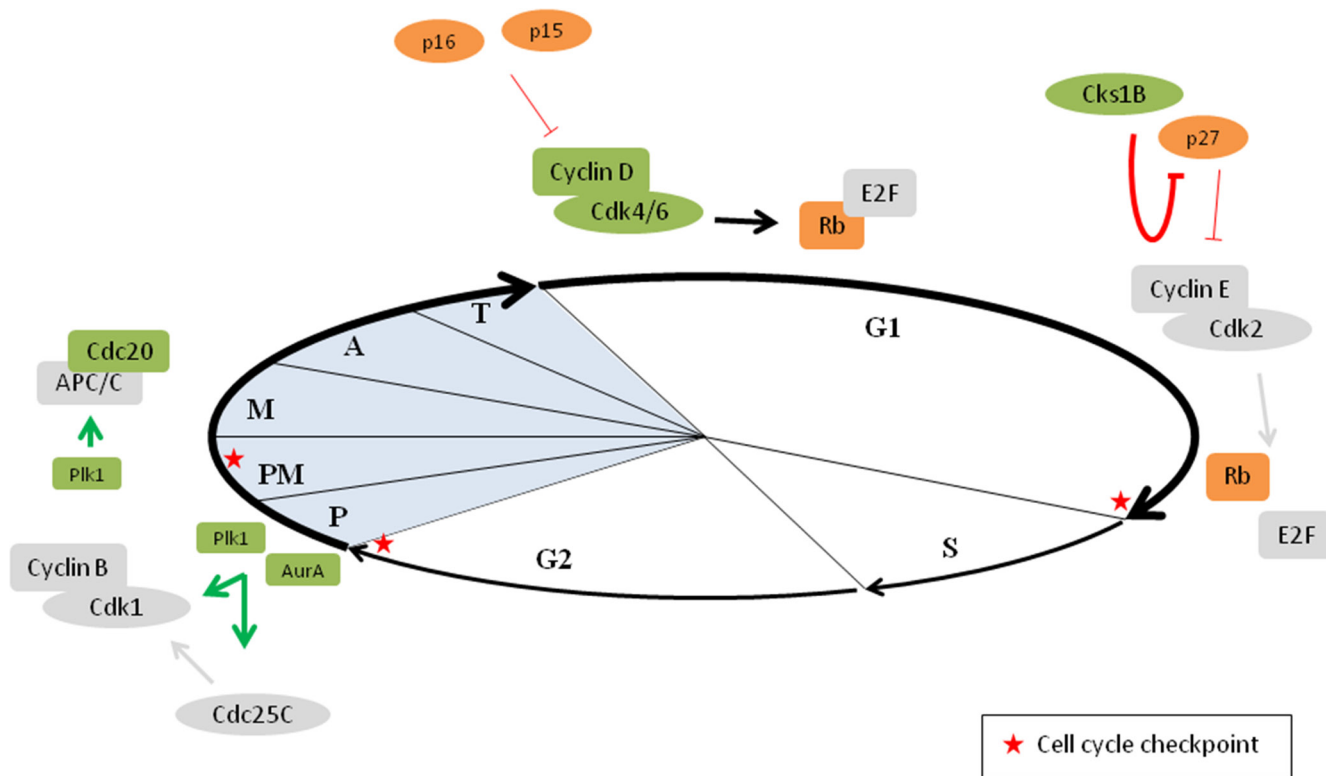 p16
p15
Cks1B
p27
Cyclin D
Cdk4/6
E2F
Rb
Cyclin E
Cdk2
T
G1
A
Cdc20
APC/C
M
Plk1
PM
Rb
P
S
E2F
G2
Plk1
AurA
Cyclin B
Cdk1
Cdc25C
Cell cycle checkpoint